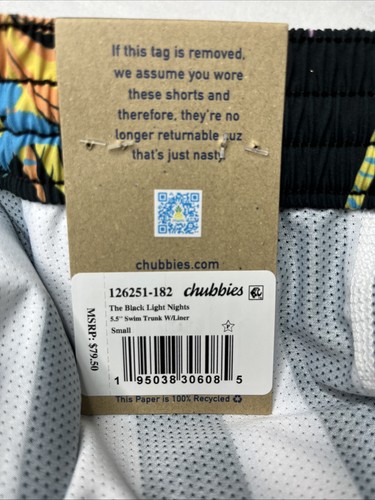 If this tag is removed,
we assume you wore
these shorts and
therefore, they're no
longer returnable cuz
that's just nasty.
chubbies.com
126251-182 chubbies
The Black Light Nights
5.5" Swim Trunk W/Liner
Small
MSRP: $79.50
1 95038 30608 5
This Paper is 100% Recycled